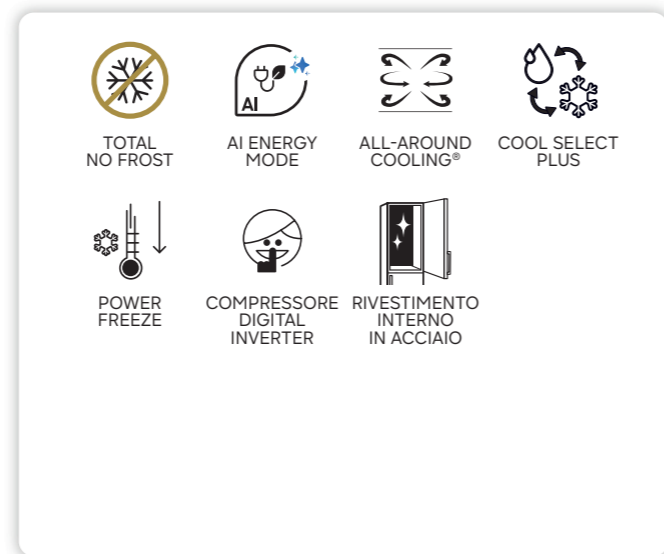 AI
TOTAL
NO FROST
AI ENERGY
MODE
ALL-AROUND
COOLING®
COOL SELECT
PLUS
POWER
FREEZE
COMPRESSORE
DIGITAL
INVERTER
RIVESTIMENTO
INTERNO
IN ACCIAIO